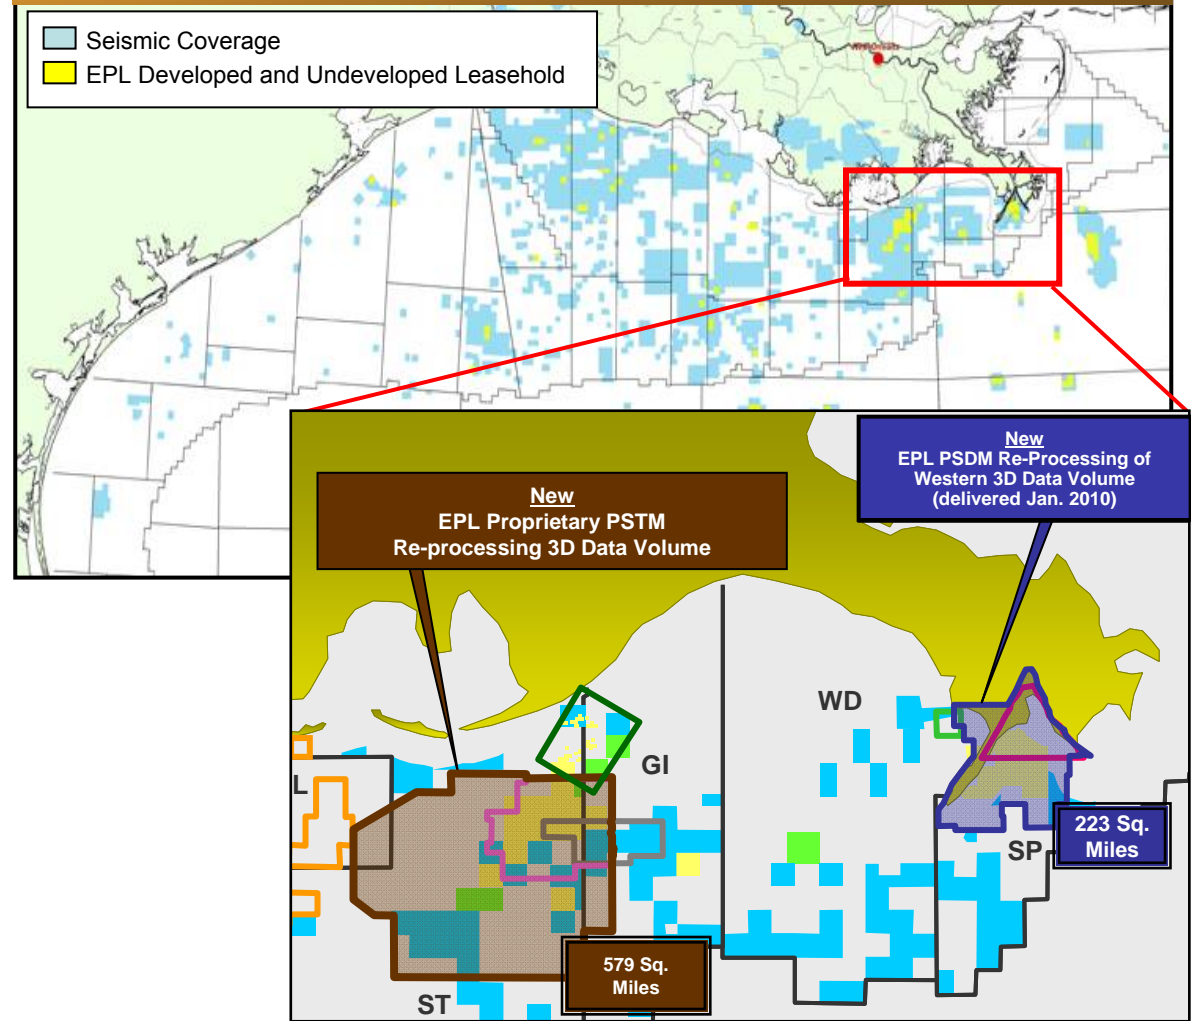 Seismic Coverage
EPL Developed and Undeveloped Leasehold
New
EPL PSDM Re-Processing of
Western 3D Data Volume
(delivered Jan. 2010)
New
EPL Proprietary PSTM
Re-processing 3D Data Volume
WD
GI
L
SP
223 Sq.
Miles
579 Sq.
Miles
ST